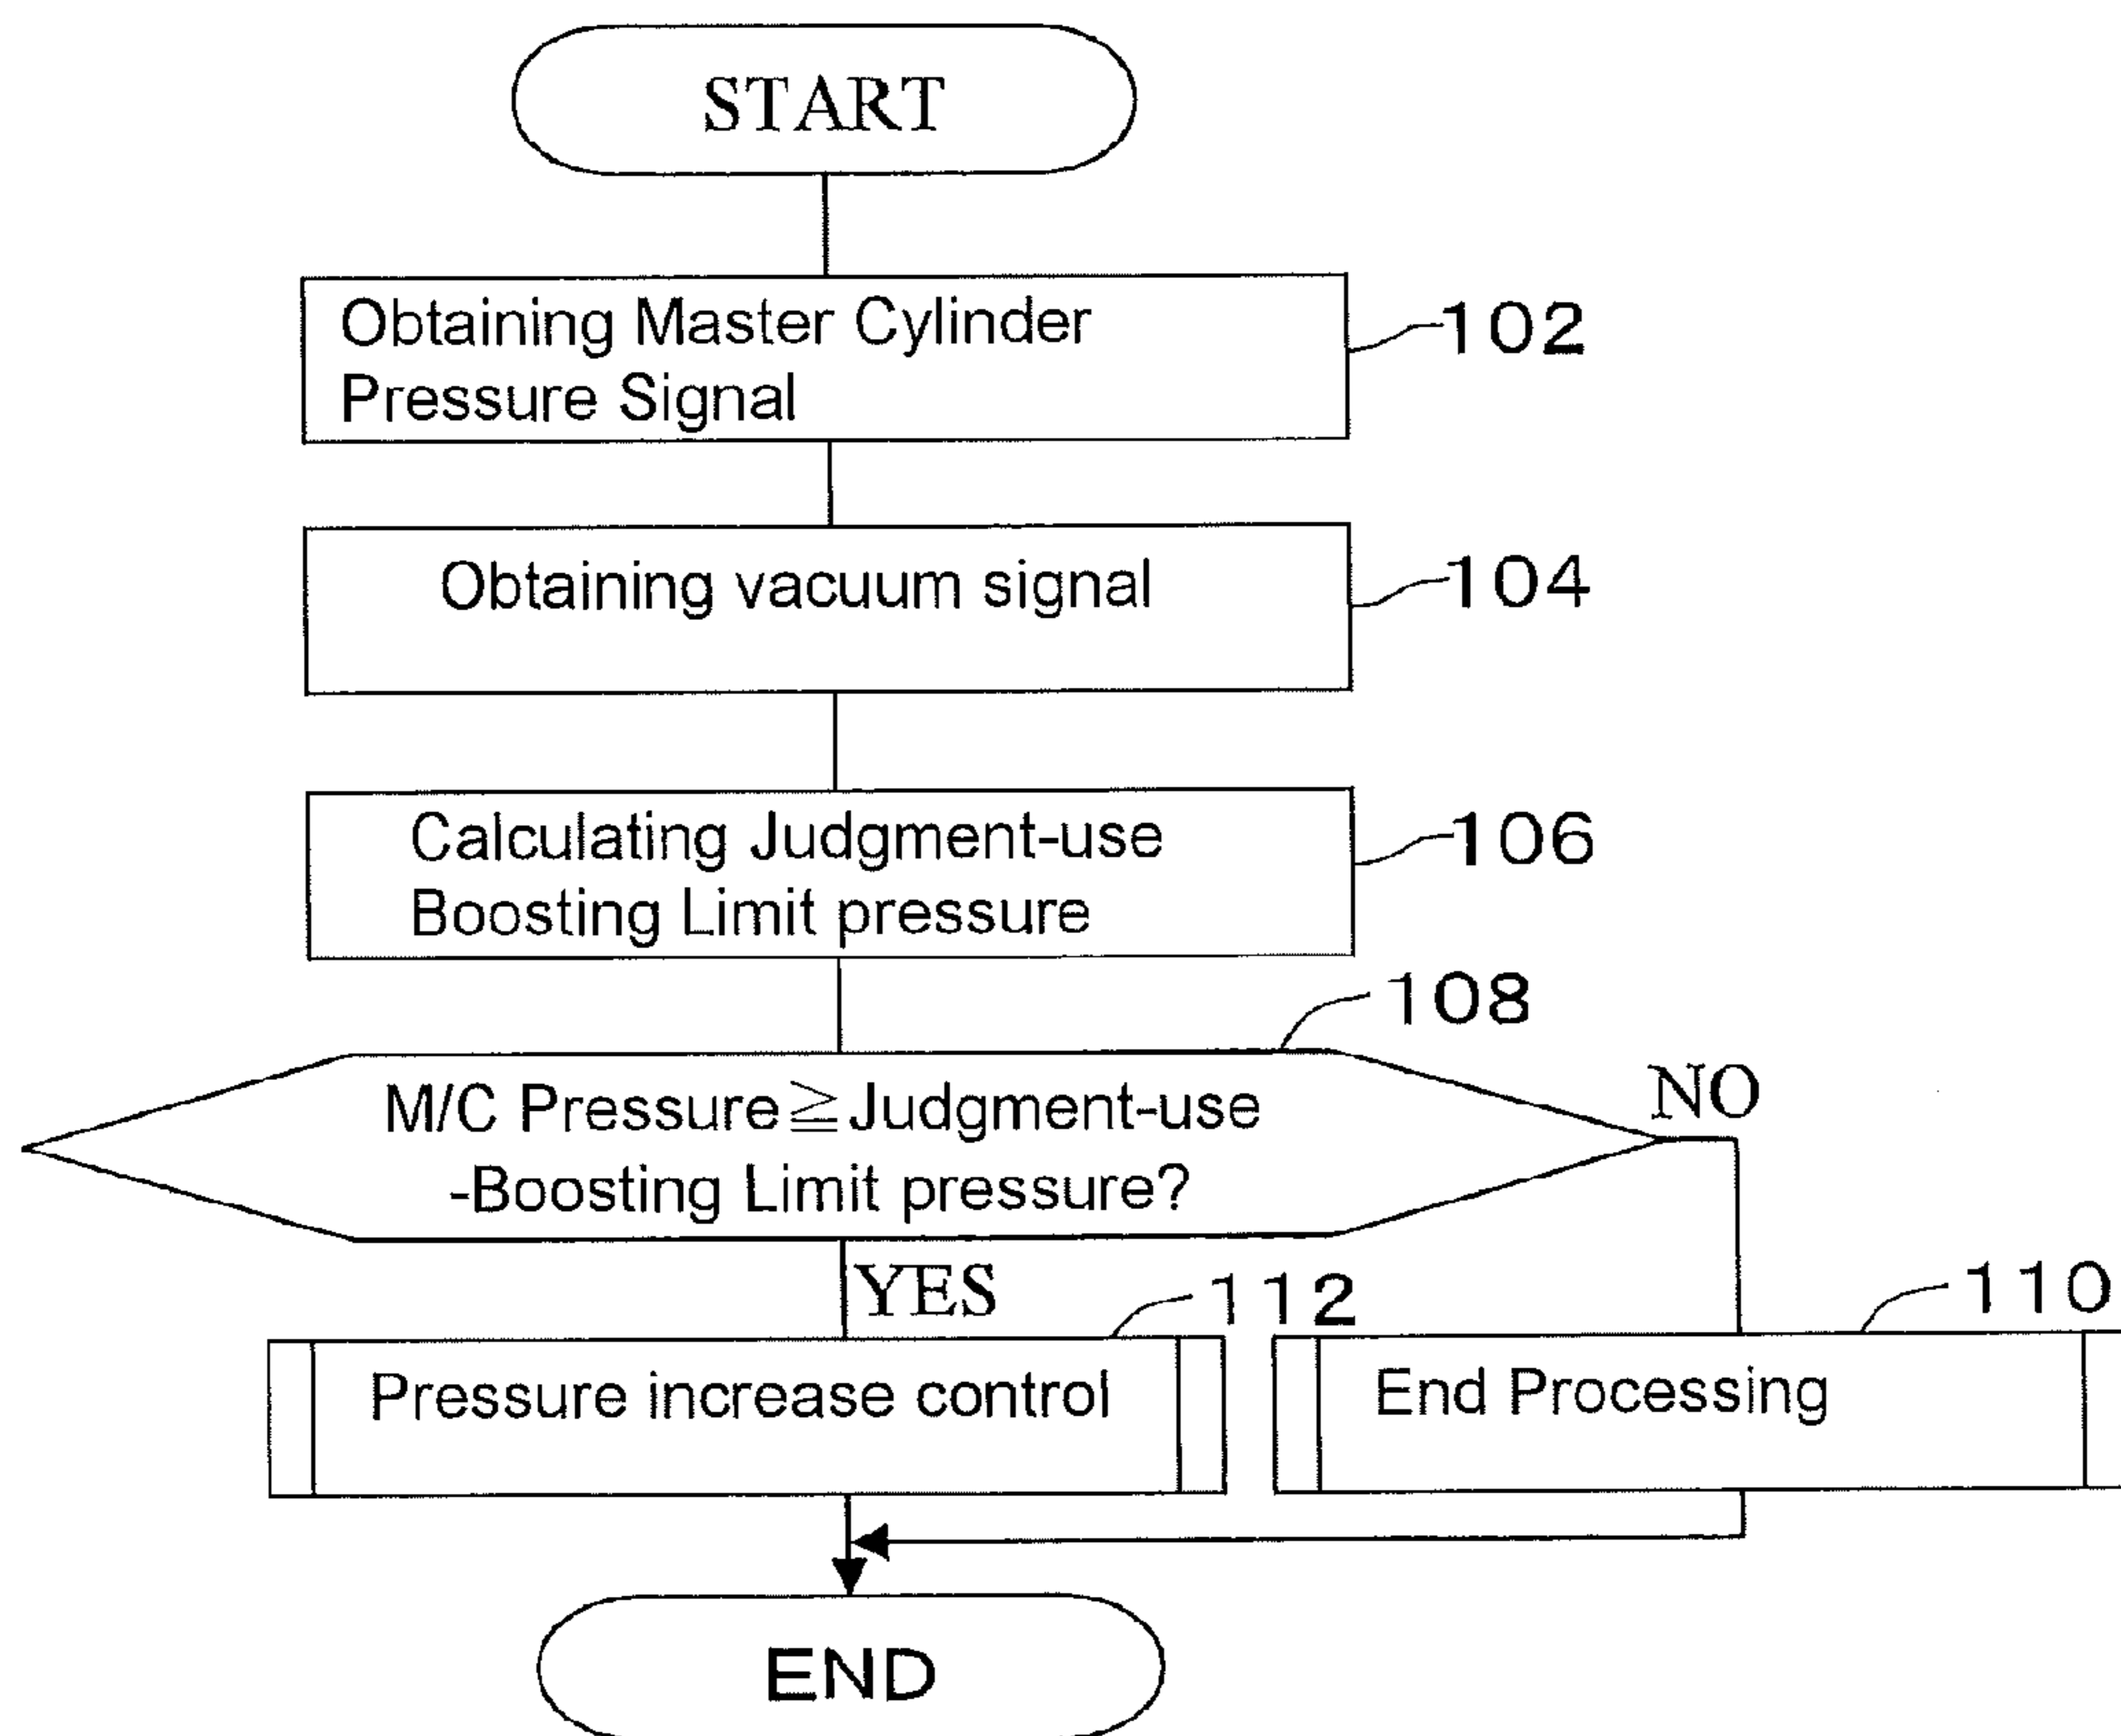 START
Obtaining Master Cylinder
Pressure Signal
102
Obtaining vacuum signal
104
Calculating Judgment-use
Boosting Limit pressure
106
108
M/C Pressure≧Judgment-use
-Boosting Limit pressure?
NO
YES
112
Pressure increase control
110
End Processing
END